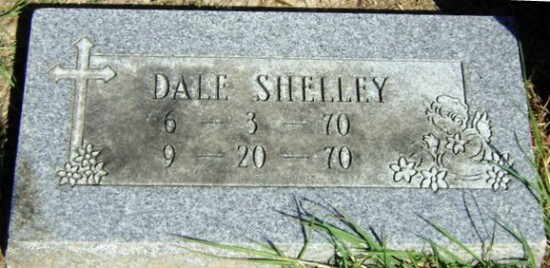 DALE SHELLEY
6 — 3 — 70
9 — 20 — 70